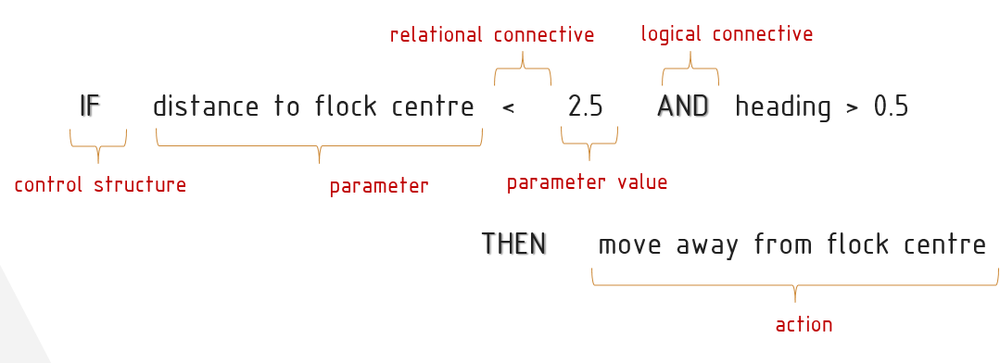 relational connective logical connective
IF distance to flock centre < 2.5 AND heading > 0.5
control structure parameter parameter value
THEN move away from flock centre
action